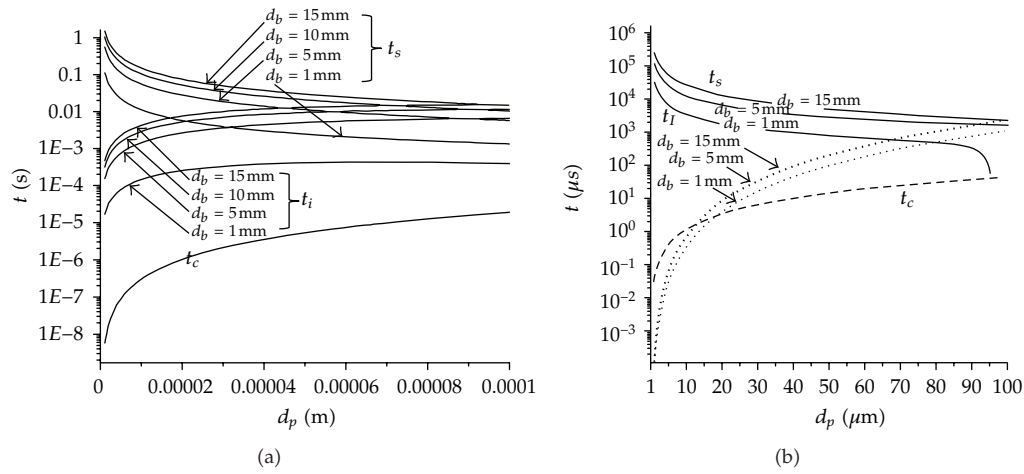 d_b = 15 mm
d_b = 10 mm
d_b = 5 mm
d_b = 1 mm
t_s
1
0.1
0.01
1E−3
1E−4
1E−5
1E−6
1E−7
1E−8
t (s)
d_b = 15 mm
d_b = 10 mm
d_b = 5 mm
d_b = 1 mm
t_i
t_c
0 0.00002 0.00004 0.00006 0.00008 0.0001
d_p (m)
(a)
10^6
10^5
10^4
10^3
10^2
10^1
10^0
10^−1
10^−2
10^−3
t (μs)
t_s
d_b = 15 mm
d_b = 5 mm
t_I
d_b = 1 mm
d_b = 15 mm
d_b = 5 mm
d_b = 1 mm
t_c
1 10 20 30 40 50 60 70 80 90 100
d_p (μm)
(b)